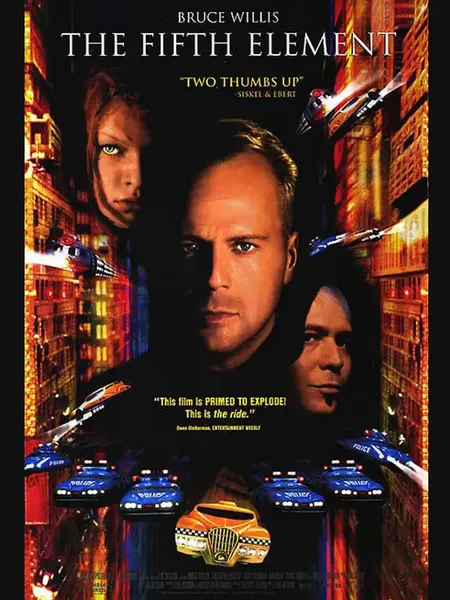 BRUCE WILLIS
THE FIFTH ELEMENT
"TWO THUMBS UP"
-SISKEL & EBERT
"This film is PRIMED TO EXPLODE!
This is the ride."
Owen Gleiberman, ENTERTAINMENT WEEKLY
POLICE
POLICE
POLICE
POLICE
POLICE
POLICE